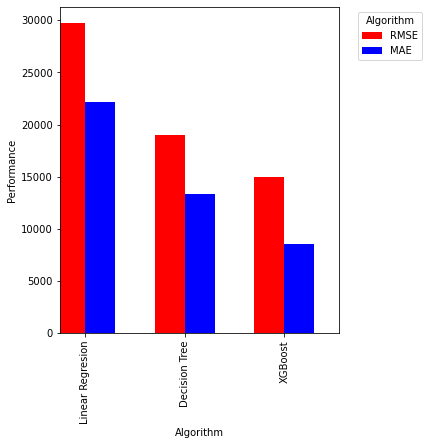 Algorithm
RMSE
MAE
30000
25000
20000
15000
10000
5000
0
Performance
Linear Regresion
Decision Tree
XGBoost
Algorithm